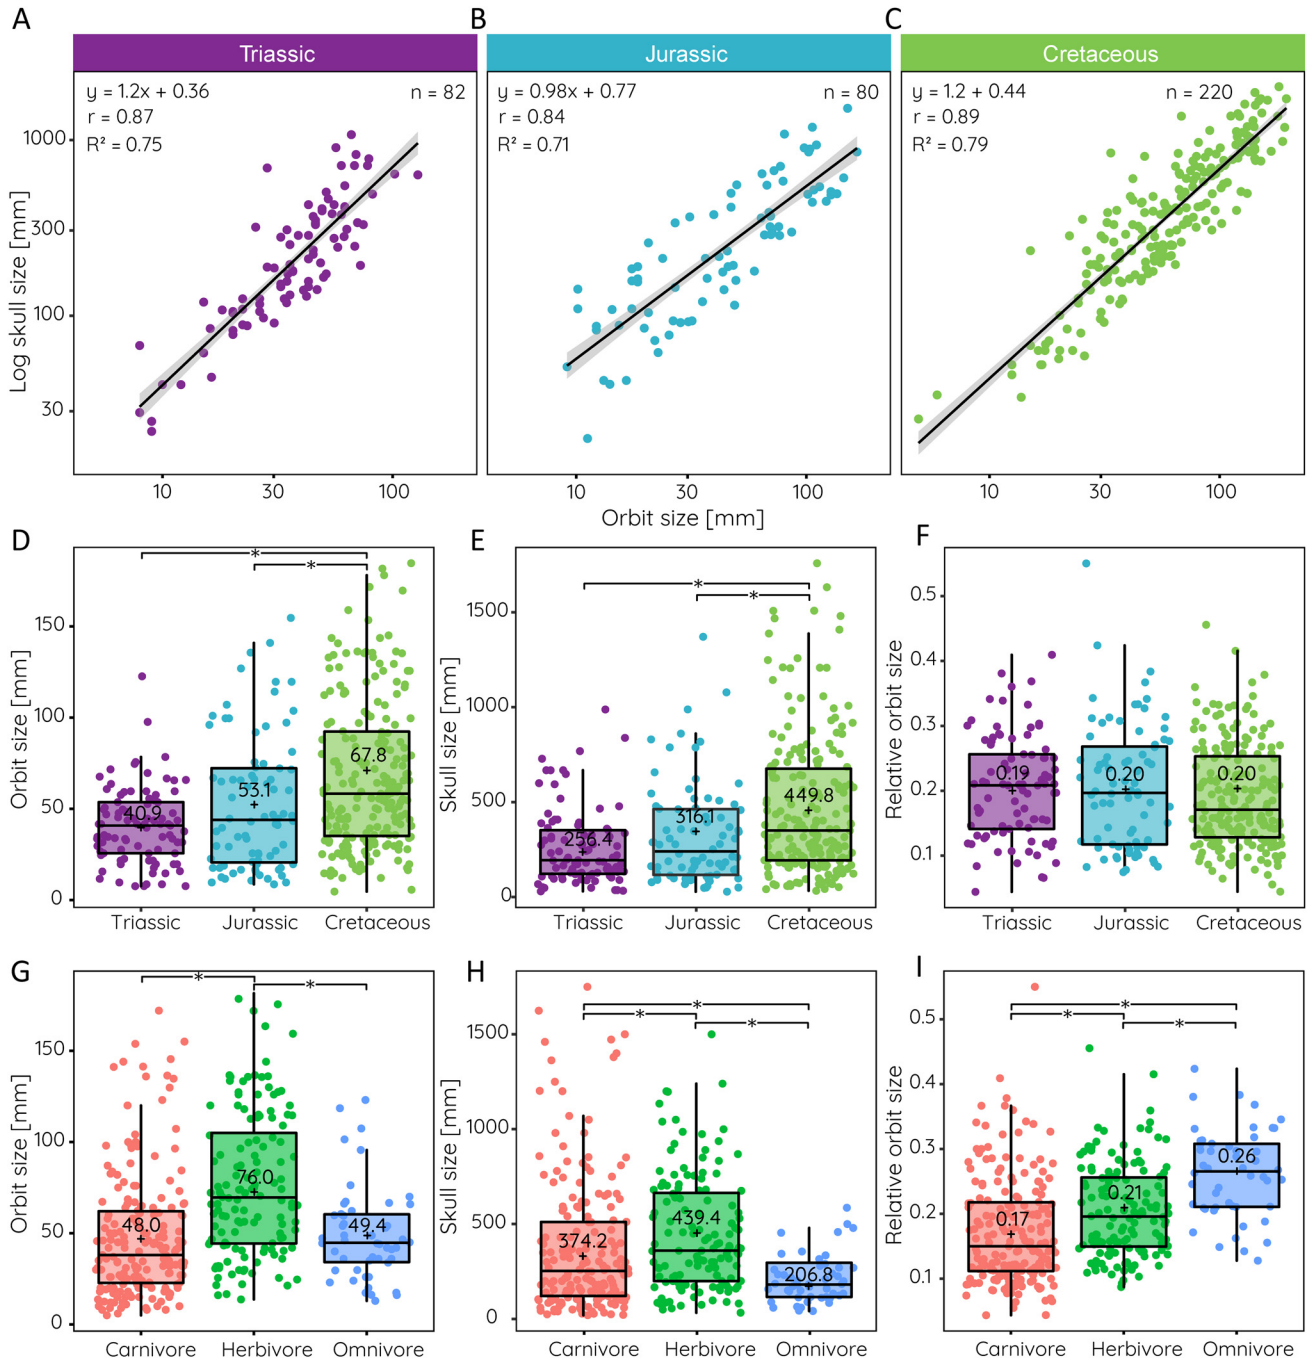 A
B
C
Triassic
Jurassic
Cretaceous
y = 1.2x + 0.36
n = 82
r = 0.87
R² = 0.75
y = 0.98x + 0.77
n = 80
r = 0.84
R² = 0.71
y = 1.2 + 0.44
n = 220
r = 0.89
R² = 0.79
Log skull size [mm]
1000
300
100
30
10
30
100
10
30
100
10
30
100
Orbit size [mm]
D
Orbit size [mm]
150
100
50
0
*
*
40.9
53.1
67.8
Triassic
Jurassic
Cretaceous
E
Skull size [mm]
1500
1000
500
0
*
*
256.4
316.1
449.8
Triassic
Jurassic
Cretaceous
F
Relative orbit size
0.5
0.4
0.3
0.2
0.1
0.19
0.20
0.20
Triassic
Jurassic
Cretaceous
G
Orbit size [mm]
150
100
50
0
*
*
48.0
76.0
49.4
Carnivore
Herbivore
Omnivore
H
Skull size [mm]
1500
1000
500
0
*
*
*
374.2
439.4
206.8
Carnivore
Herbivore
Omnivore
I
Relative orbit size
0.5
0.4
0.3
0.2
0.1
*
*
*
0.17
0.21
0.26
Carnivore
Herbivore
Omnivore